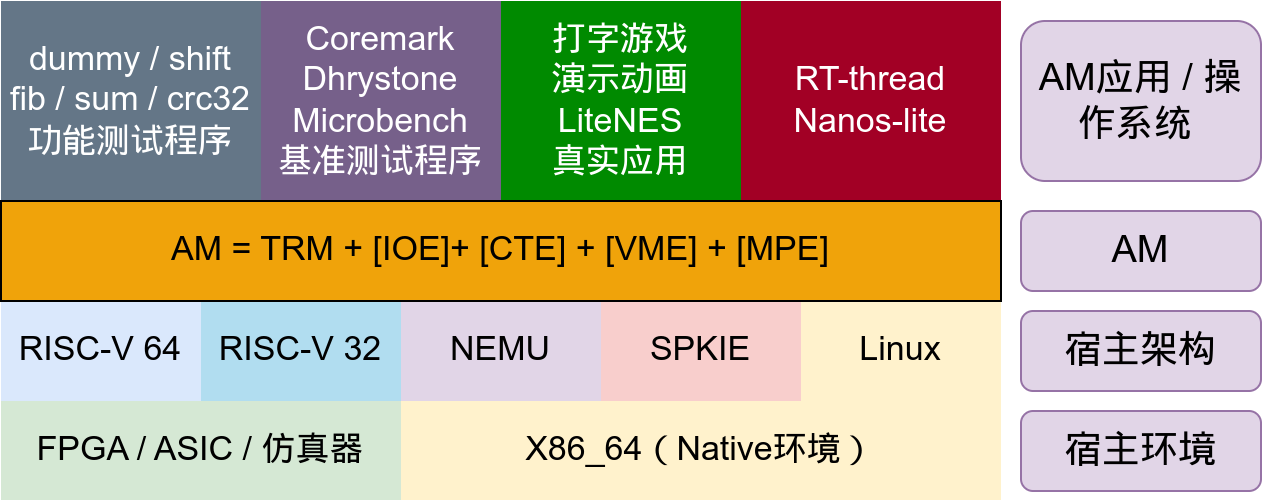 dummy / shift
fib / sum / crc32
功能测试程序
Coremark
Dhrystone
Microbench
基准测试程序
打字游戏
演示动画
LiteNES
真实应用
RT-thread
Nanos-lite
AM应用 / 操
作系统
AM = TRM + [IOE]+ [CTE] + [VME] + [MPE]
AM
RISC-V 64
RISC-V 32
NEMU
SPKIE
Linux
宿主架构
FPGA / ASIC / 仿真器
X86_64（Native环境）
宿主环境